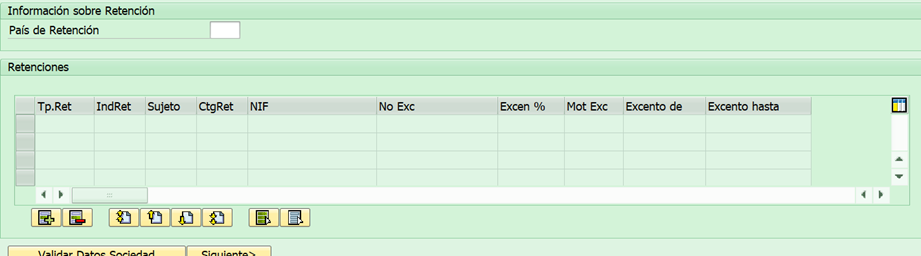 Información sobre Retención
País de Retención
Retenciones
Tp.Ret IndRet Sujeto CtgRet NIF No Exc Excen % Mot Exc Excento de Excento hasta
Validar Datos Sociedad Siguiente>